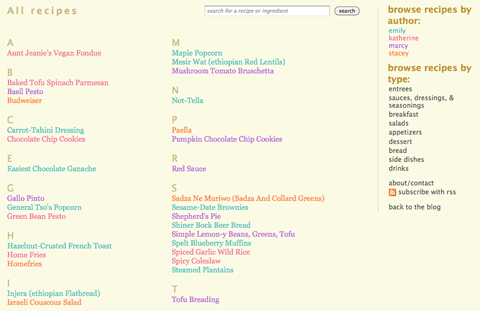 All recipes
search for a recipe or ingredient
search
A
Aunt Jeanie's Vegan Fondue
B
Baked Tofu Spinach Parmesan
Basil Pesto
Budweiser
C
Carrot-Tahini Dressing
Chocolate Chip Cookies
E
Easiest Chocolate Ganache
G
Gallo Pinto
General Tso's Popcorn
Green Bean Pesto
H
Hazelnut-Crusted French Toast
Home Fries
Homefries
I
Injera (ethiopian Flatbread)
Israeli Couscous Salad
M
Maple Popcorn
Mesir Wat (ethiopian Red Lentils)
Mushroom Tomato Bruschetta
N
Not-Tella
P
Paella
Pumpkin Chocolate Chip Cookies
R
Red Sauce
S
Sadza Ne Muriwo (Sadza And Collard Greens)
Sesame-Date Brownies
Shepherd's Pie
Shiner Bock Beer Bread
Simple Lemon-y Beans, Greens, Tofu
Spelt Blueberry Muffins
Spiced Garlic Wild Rice
Spicy Coleslaw
Steamed Plantains
T
Tofu Breading
browse recipes by
author:
emily
katherine
marcy
stacey
browse recipes by
type:
entrees
sauces, dressings, &
seasonings
breakfast
salads
appetizers
dessert
bread
side dishes
drinks
about/contact
subscribe with rss
back to the blog